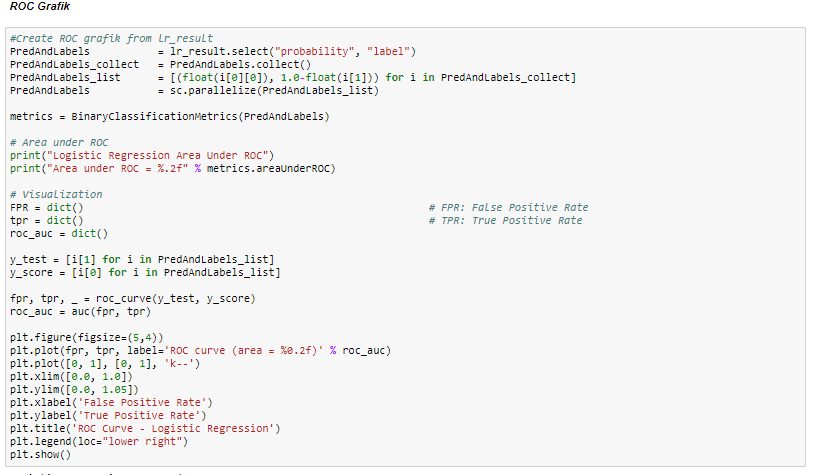 ROC Grafik
#Create ROC grafik from lr_result
PredAndLabels           = lr_result.select("probability", "label")
PredAndLabels_collect   = PredAndLabels.collect()
PredAndLabels_list      = [(float(i[0][0]), 1.0-float(i[1])) for i in PredAndLabels_collect]
PredAndLabels           = sc.parallelize(PredAndLabels_list)
metrics = BinaryClassificationMetrics(PredAndLabels)
# Area under ROC
print("Logistic Regression Area Under ROC")
print("Area under ROC = %.2f" % metrics.areaUnderROC)
# Visualization
FPR = dict()                                                # FPR: False Positive Rate
tpr = dict()                                                # TPR: True Positive Rate
roc_auc = dict()
y_test = [i[1] for i in PredAndLabels_list]
y_score = [i[0] for i in PredAndLabels_list]
fpr, tpr, _ = roc_curve(y_test, y_score)
roc_auc = auc(fpr, tpr)
plt.figure(figsize=(5,4))
plt.plot(fpr, tpr, label='ROC curve (area = %0.2f)' % roc_auc)
plt.plot([0, 1], [0, 1], 'k--')
plt.xlim([0.0, 1.0])
plt.ylim([0.0, 1.05])
plt.xlabel('False Positive Rate')
plt.ylabel('True Positive Rate')
plt.title('ROC Curve - Logistic Regression')
plt.legend(loc="lower right")
plt.show()